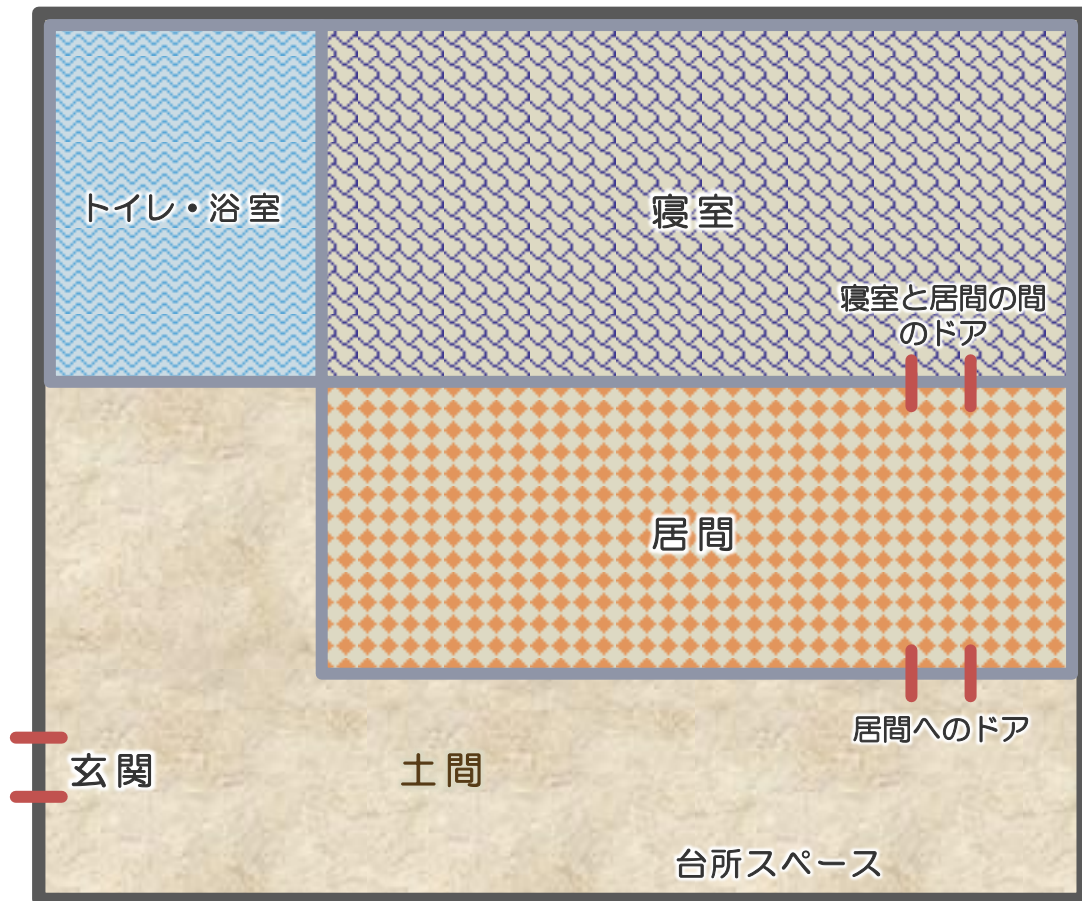 トイレ・浴室
寝室
寝室と居間の間
のドア
居間
居間へのドア
玄関
土間
台所スペース